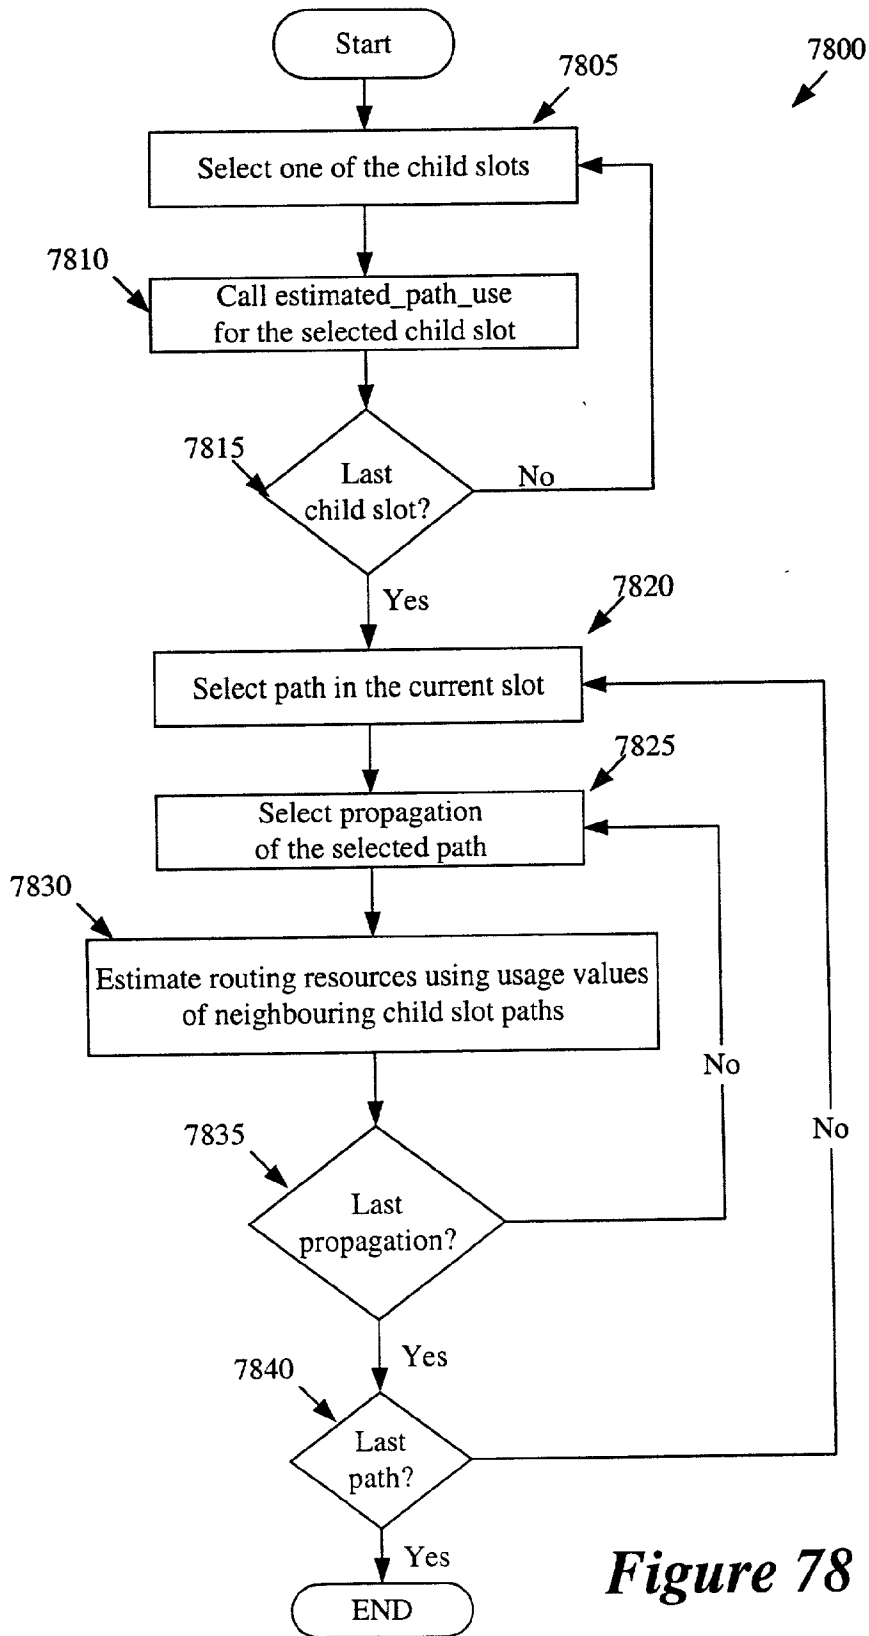 Start
7800
7805
Select one of the child slots
7810
Call estimated_path_use
for the selected child slot
7815
Last
child slot?
No
Yes
7820
Select path in the current slot
7825
Select propagation
of the selected path
7830
Estimate routing resources using usage values
of neighbouring child slot paths
No
No
7835
Last
propagation?
Yes
7840
Last
path?
Yes
END
Figure 78